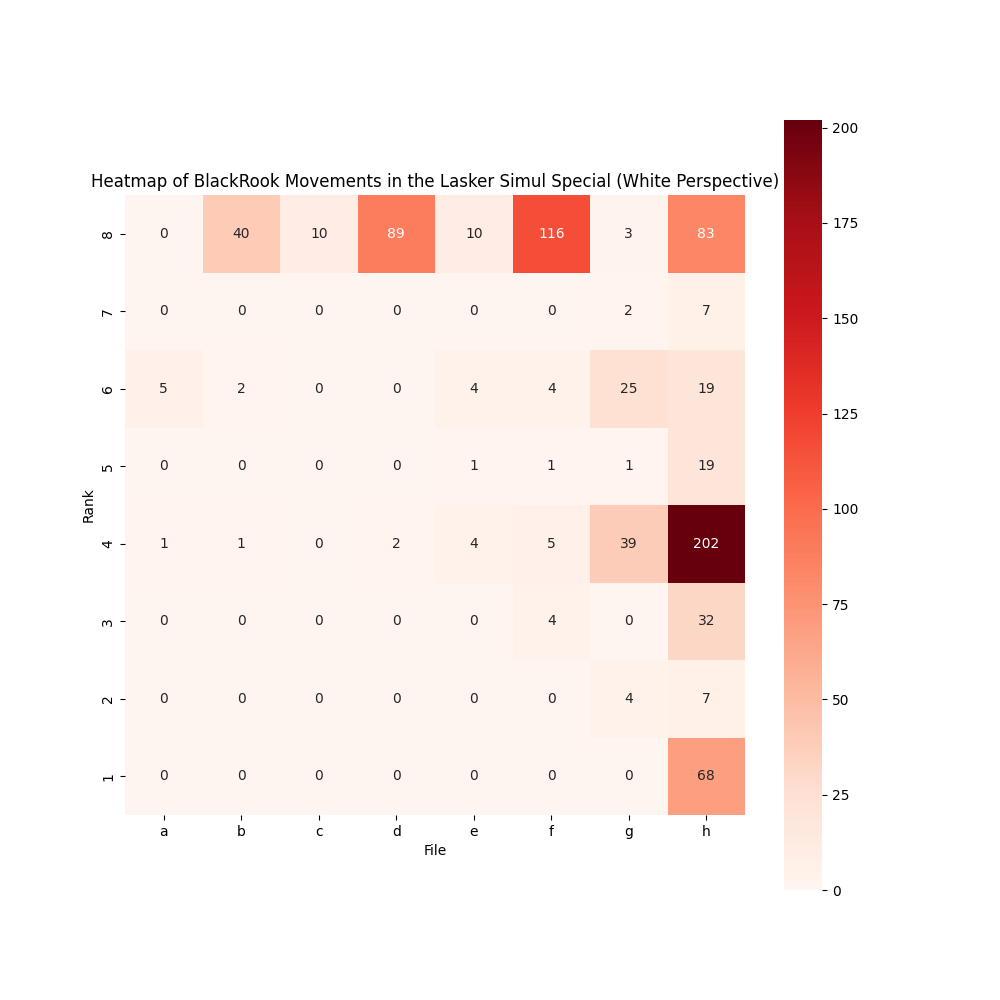 Heatmap of BlackRook Movements in the Lasker Simul Special (White Perspective)
8 0 40 10 89 10 116 3 83
7 0 0 0 0 0 0 2 7
6 5 2 0 0 4 4 25 19
5 0 0 0 0 1 1 1 19
4 1 1 0 2 4 5 39 202
3 0 0 0 0 0 4 0 32
2 0 0 0 0 0 0 4 7
1 0 0 0 0 0 0 0 68
a b c d e f g h
File
Rank
200
175
150
125
100
75
50
25
0